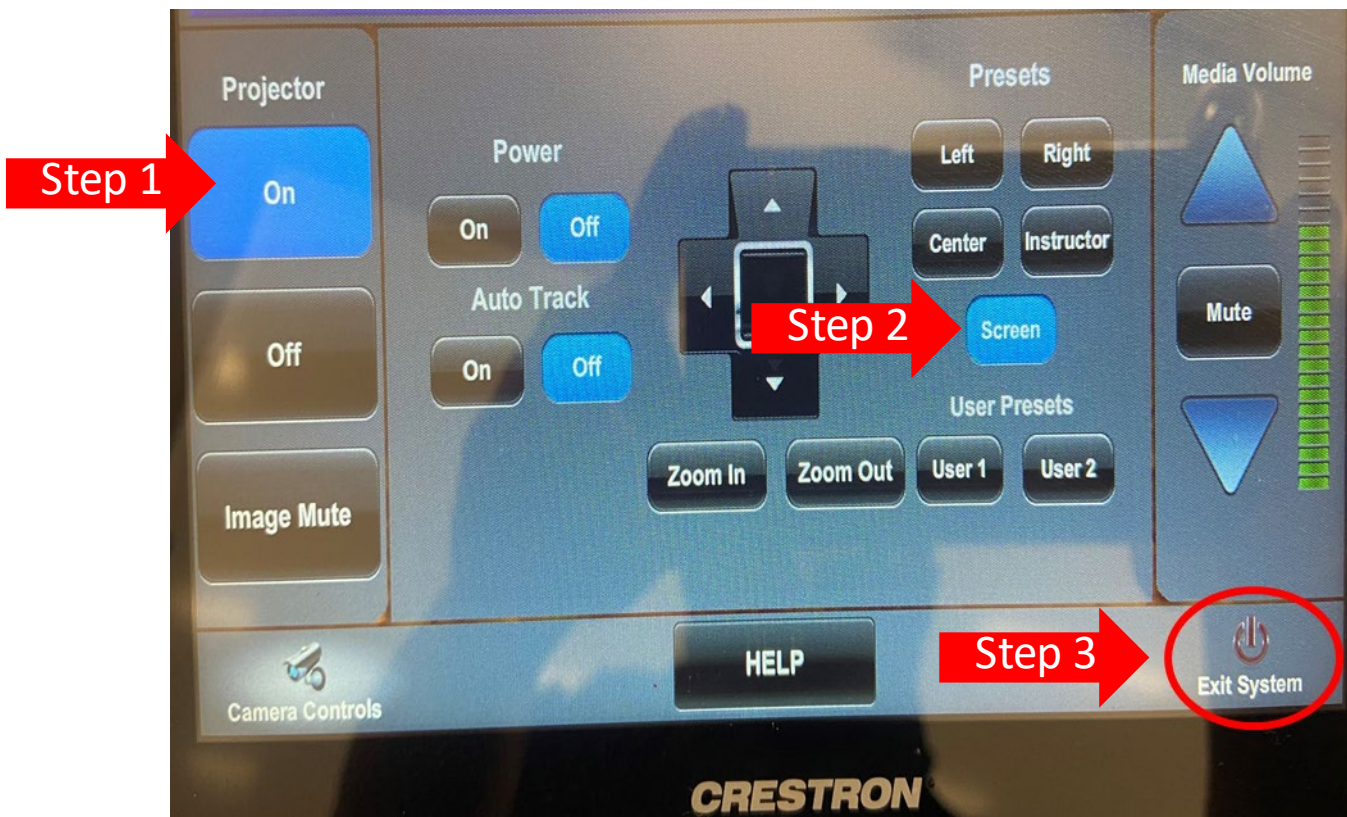 Projector
On
Off
Image Mute
Step 1
Power
On Off
Auto Track
On Off
Presets
Left Right
Center Instructor
Step 2
Screen
User Presets
Zoom In Zoom Out User 1 User 2
Media Volume
Mute
Camera Controls
HELP
Step 3
Exit System
CRESTRON